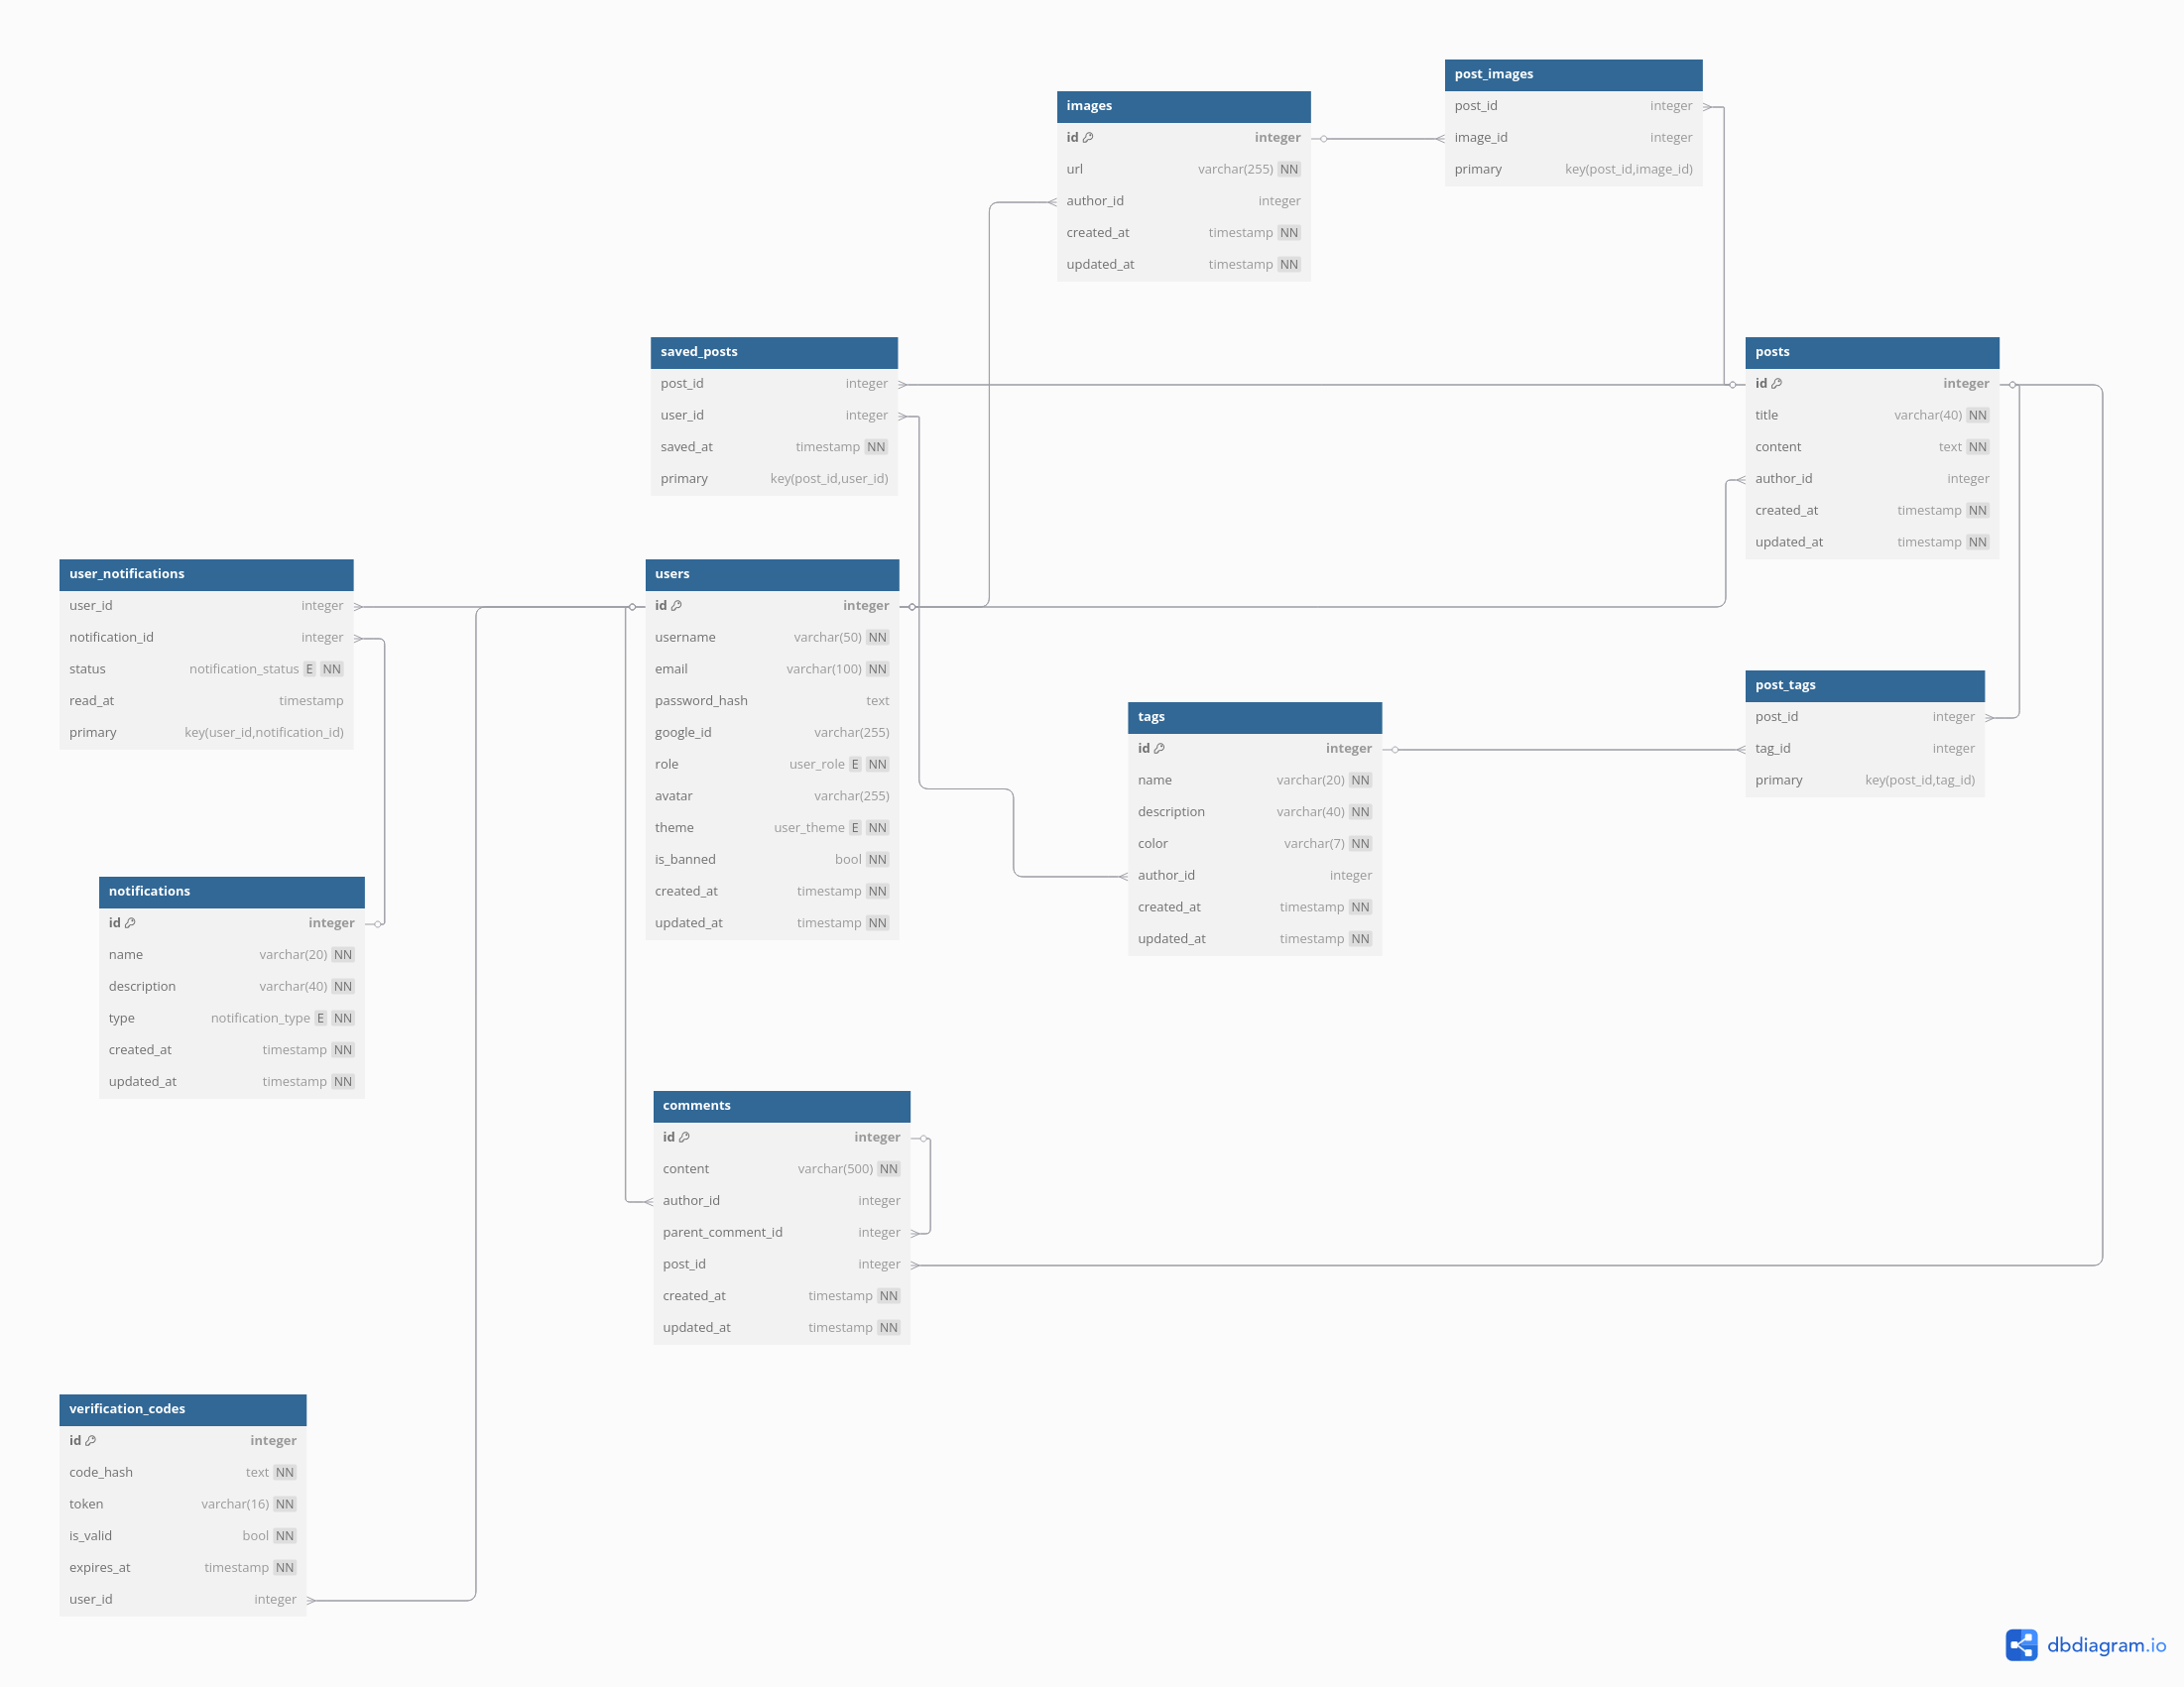 post_images
post_id integer
image_id integer
primary key(post_id,image_id)
images
id integer
url varchar(255) NN
author_id integer
created_at timestamp NN
updated_at timestamp NN
saved_posts
post_id integer
user_id integer
saved_at timestamp NN
primary key(post_id,user_id)
posts
id integer
title varchar(40) NN
content text NN
author_id integer
created_at timestamp NN
updated_at timestamp NN
user_notifications
user_id integer
notification_id integer
status notification_status E NN
read_at timestamp
primary key(user_id,notification_id)
users
id integer
username varchar(50) NN
email varchar(100) NN
password_hash text
google_id varchar(255)
role user_role E NN
avatar varchar(255)
theme user_theme E NN
is_banned bool NN
created_at timestamp NN
updated_at timestamp NN
post_tags
post_id integer
tag_id integer
primary key(post_id,tag_id)
tags
id integer
name varchar(20) NN
description varchar(40) NN
color varchar(7) NN
author_id integer
created_at timestamp NN
updated_at timestamp NN
notifications
id integer
name varchar(20) NN
description varchar(40) NN
type notification_type E NN
created_at timestamp NN
updated_at timestamp NN
comments
id integer
content varchar(500) NN
author_id integer
parent_comment_id integer
post_id integer
created_at timestamp NN
updated_at timestamp NN
verification_codes
id integer
code_hash text NN
token varchar(16) NN
is_valid bool NN
expires_at timestamp NN
user_id integer
dbdiagram.io